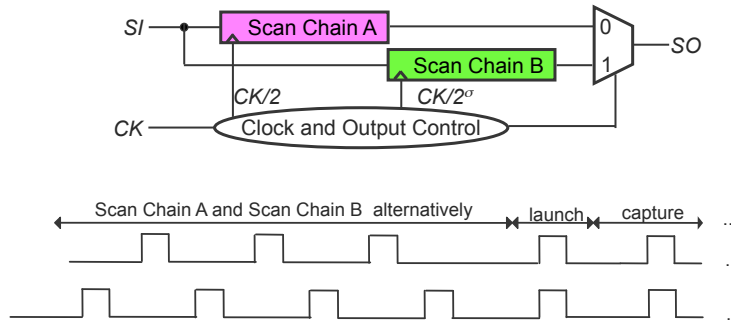 SI Scan Chain A 0 SO
Scan Chain B 1
CK/2 CK/2σ
CK Clock and Output Control
Scan Chain A and Scan Chain B alternatively launch capture ..
.
.